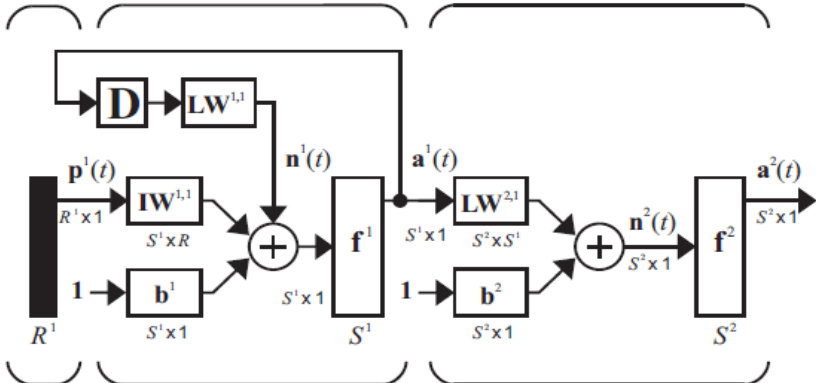 D
LW¹,¹
p¹(t)
n¹(t)
a¹(t)
a²(t)
IW¹,¹
LW²,¹
n²(t)
R¹ x 1
S¹ x R
f¹
S¹ x 1
S² x S¹
f²
S² x 1
S² x 1
1
b¹
S¹ x 1
1
b²
S¹ x 1
S² x 1
R¹
S¹
S²